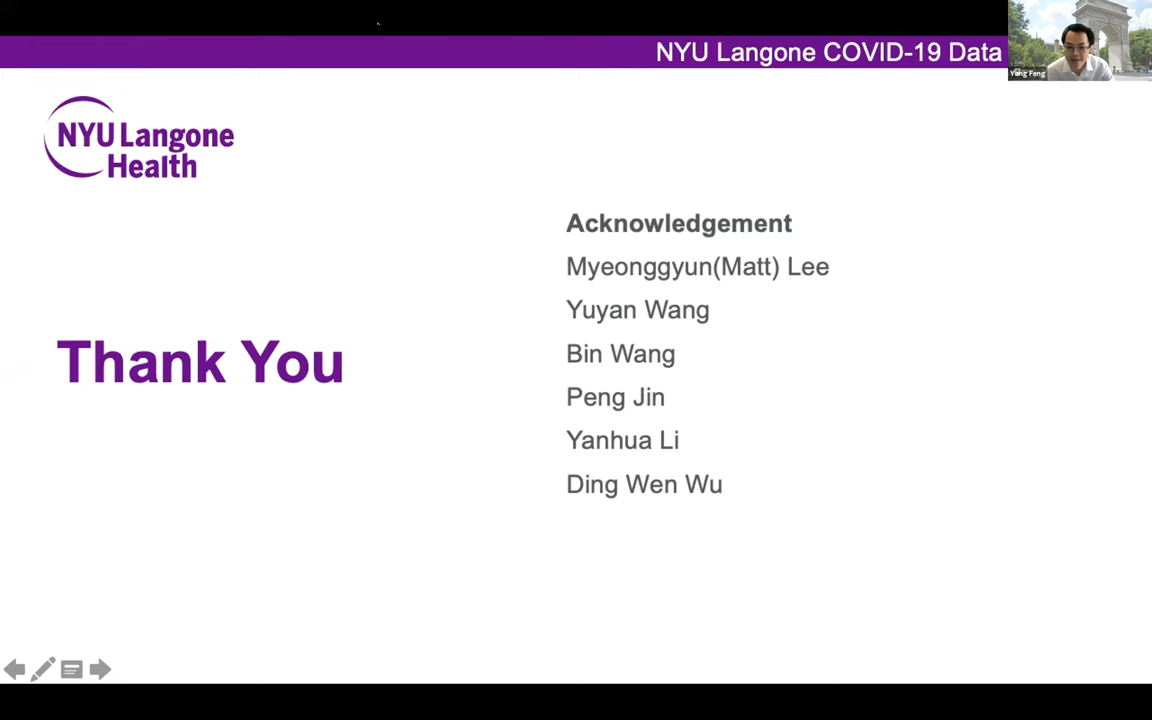 NYU Langone COVID-19 Data
Yang Feng
NYU Langone
Health
Thank You
Acknowledgement
Myeonggyun(Matt) Lee
Yuyan Wang
Bin Wang
Peng Jin
Yanhua Li
Ding Wen Wu